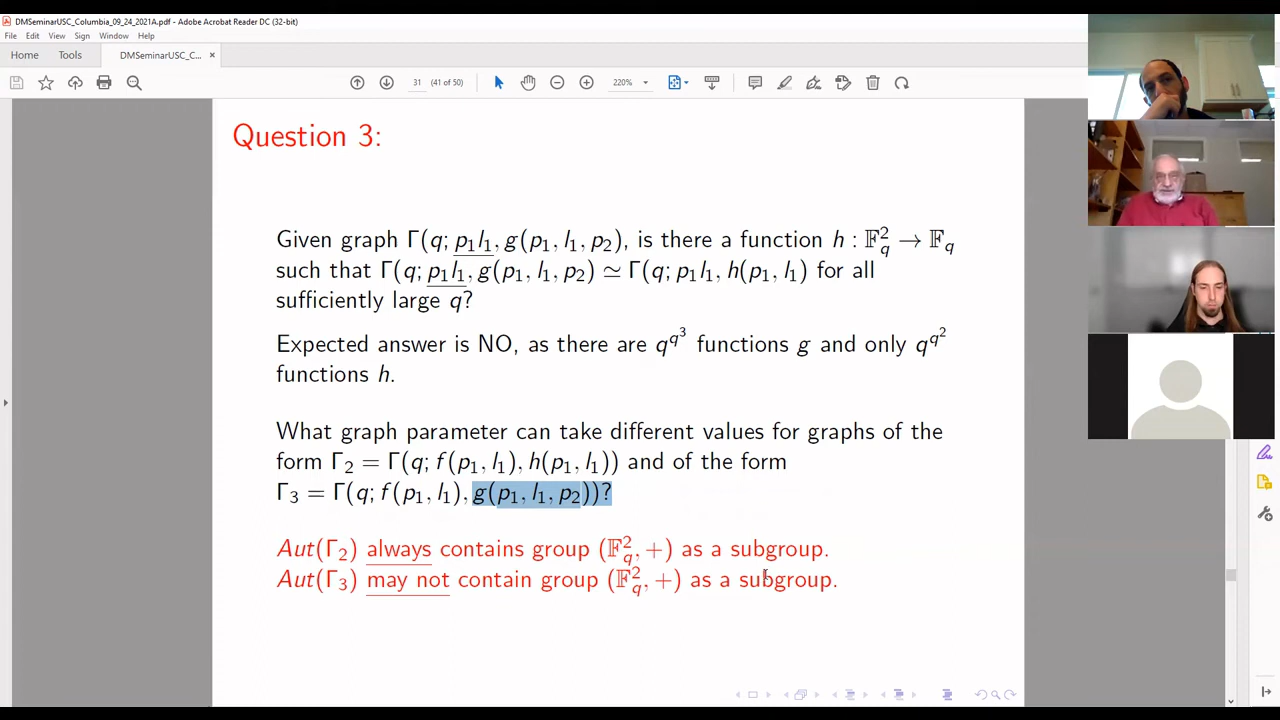 DMSeminarUSC_Columbia_09_24_2021A.pdf - Adobe Acrobat Reader DC (32-bit)
File Edit View Sign Window Help
Home Tools DMSeminarUSC_C... ×
31 (41 of 50) 220%
Question 3:
Given graph Γ(q; p₁l₁, g(p₁, l₁, p₂), is there a function h : 𝔽_q² → 𝔽_q
such that Γ(q; p₁l₁, g(p₁, l₁, p₂) ≃ Γ(q; p₁l₁, h(p₁, l₁) for all
sufficiently large q?
Expected answer is NO, as there are q^{q³} functions g and only q^{q²}
functions h.
What graph parameter can take different values for graphs of the
form Γ₂ = Γ(q; f(p₁, l₁), h(p₁, l₁)) and of the form
Γ₃ = Γ(q; f(p₁, l₁), g(p₁, l₁, p₂))?
Aut(Γ₂) always contains group (𝔽_q², +) as a subgroup.
Aut(Γ₃) may not contain group (𝔽_q², +) as a subgroup.